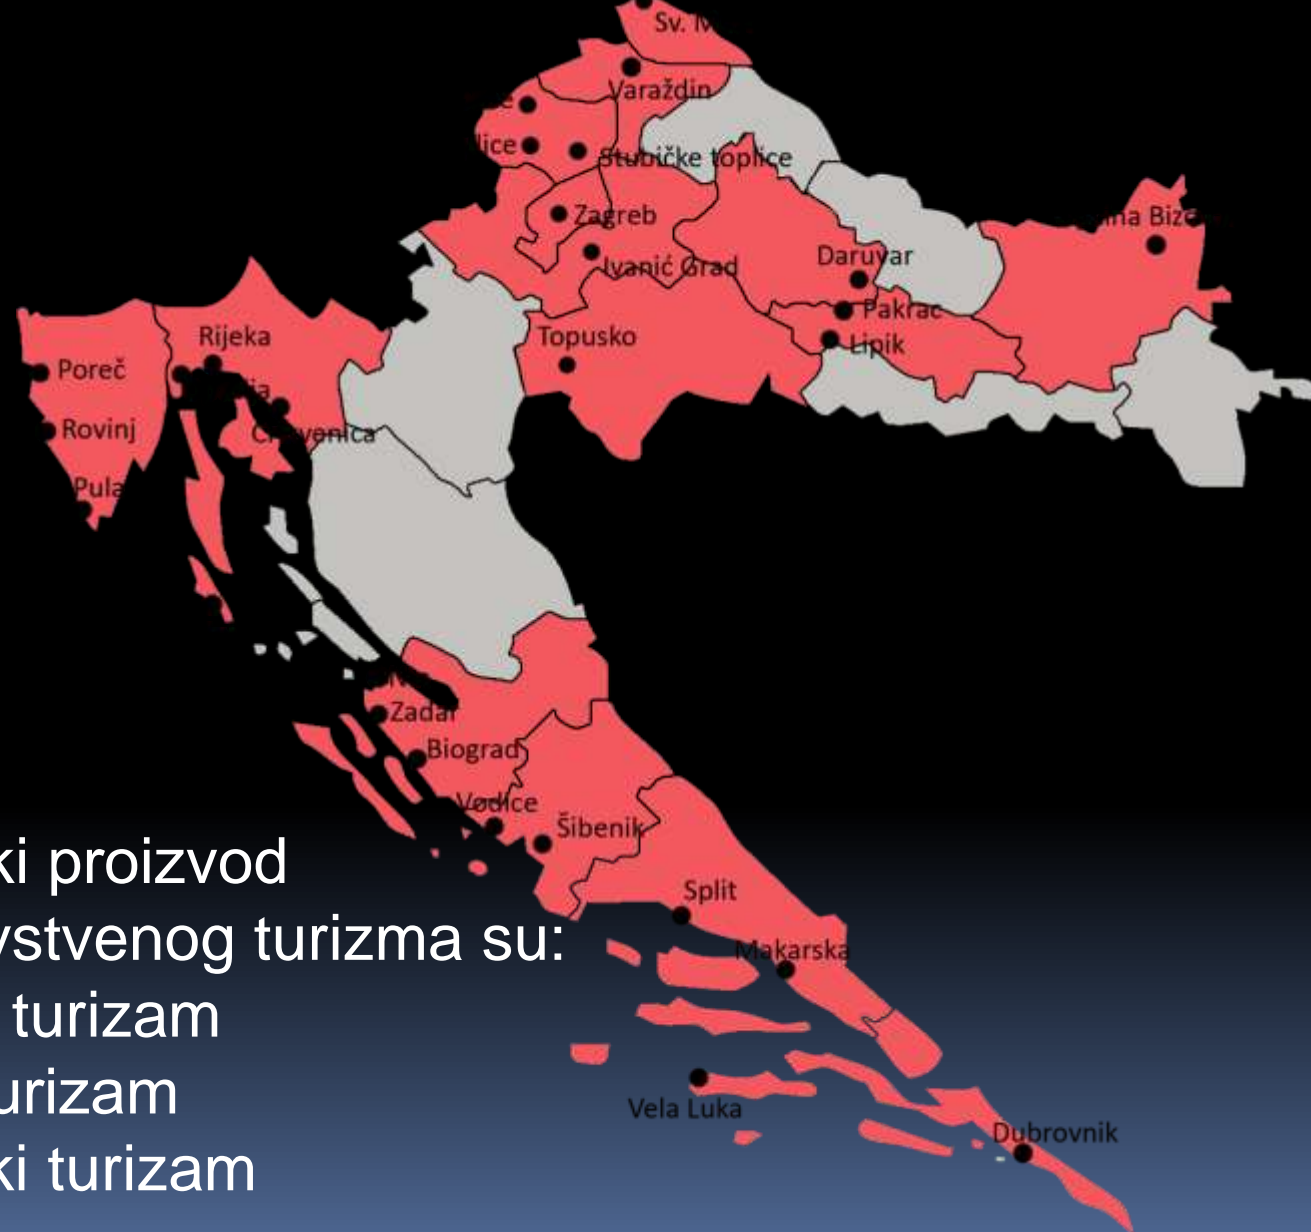 Sv.
Varaždin
Stubičke toplice
Zagreb
Ivanić Grad
Daruvar
Pakrac
Lipik
Topusko
Rijeka
Poreč
Rovinj
Crikvenica
Pula
Zadar
Biograd
Vodice
Šibenik
Split
Makarska
Vela Luka
Dubrovnik
ki proizvod
vstvenog turizma su:
turizam
urizam
ki turizam